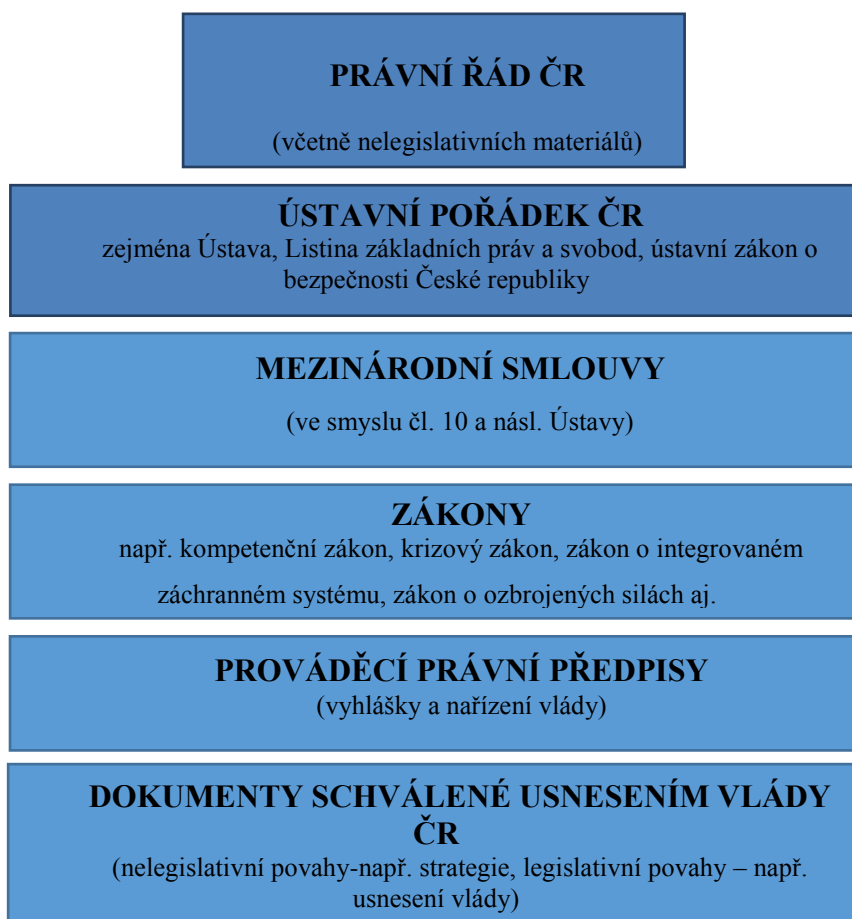 PRÁVNÍ ŘÁD ČR
(včetně nelegislativních materiálů)
ÚSTAVNÍ POŘÁDEK ČR
zejména Ústava, Listina základních práv a svobod, ústavní zákon o
bezpečnosti České republiky
MEZINÁRODNÍ SMLOUVY
(ve smyslu čl. 10 a násl. Ústavy)
ZÁKONY
např. kompetenční zákon, krizový zákon, zákon o integrovaném
záchranném systému, zákon o ozbrojených silách aj.
PROVÁDĚCÍ PRÁVNÍ PŘEDPISY
(vyhlášky a nařízení vlády)
DOKUMENTY SCHVÁLENÉ USNESENÍM VLÁDY
ČR
(nelegislativní povahy-např. strategie, legislativní povahy – např.
usnesení vlády)